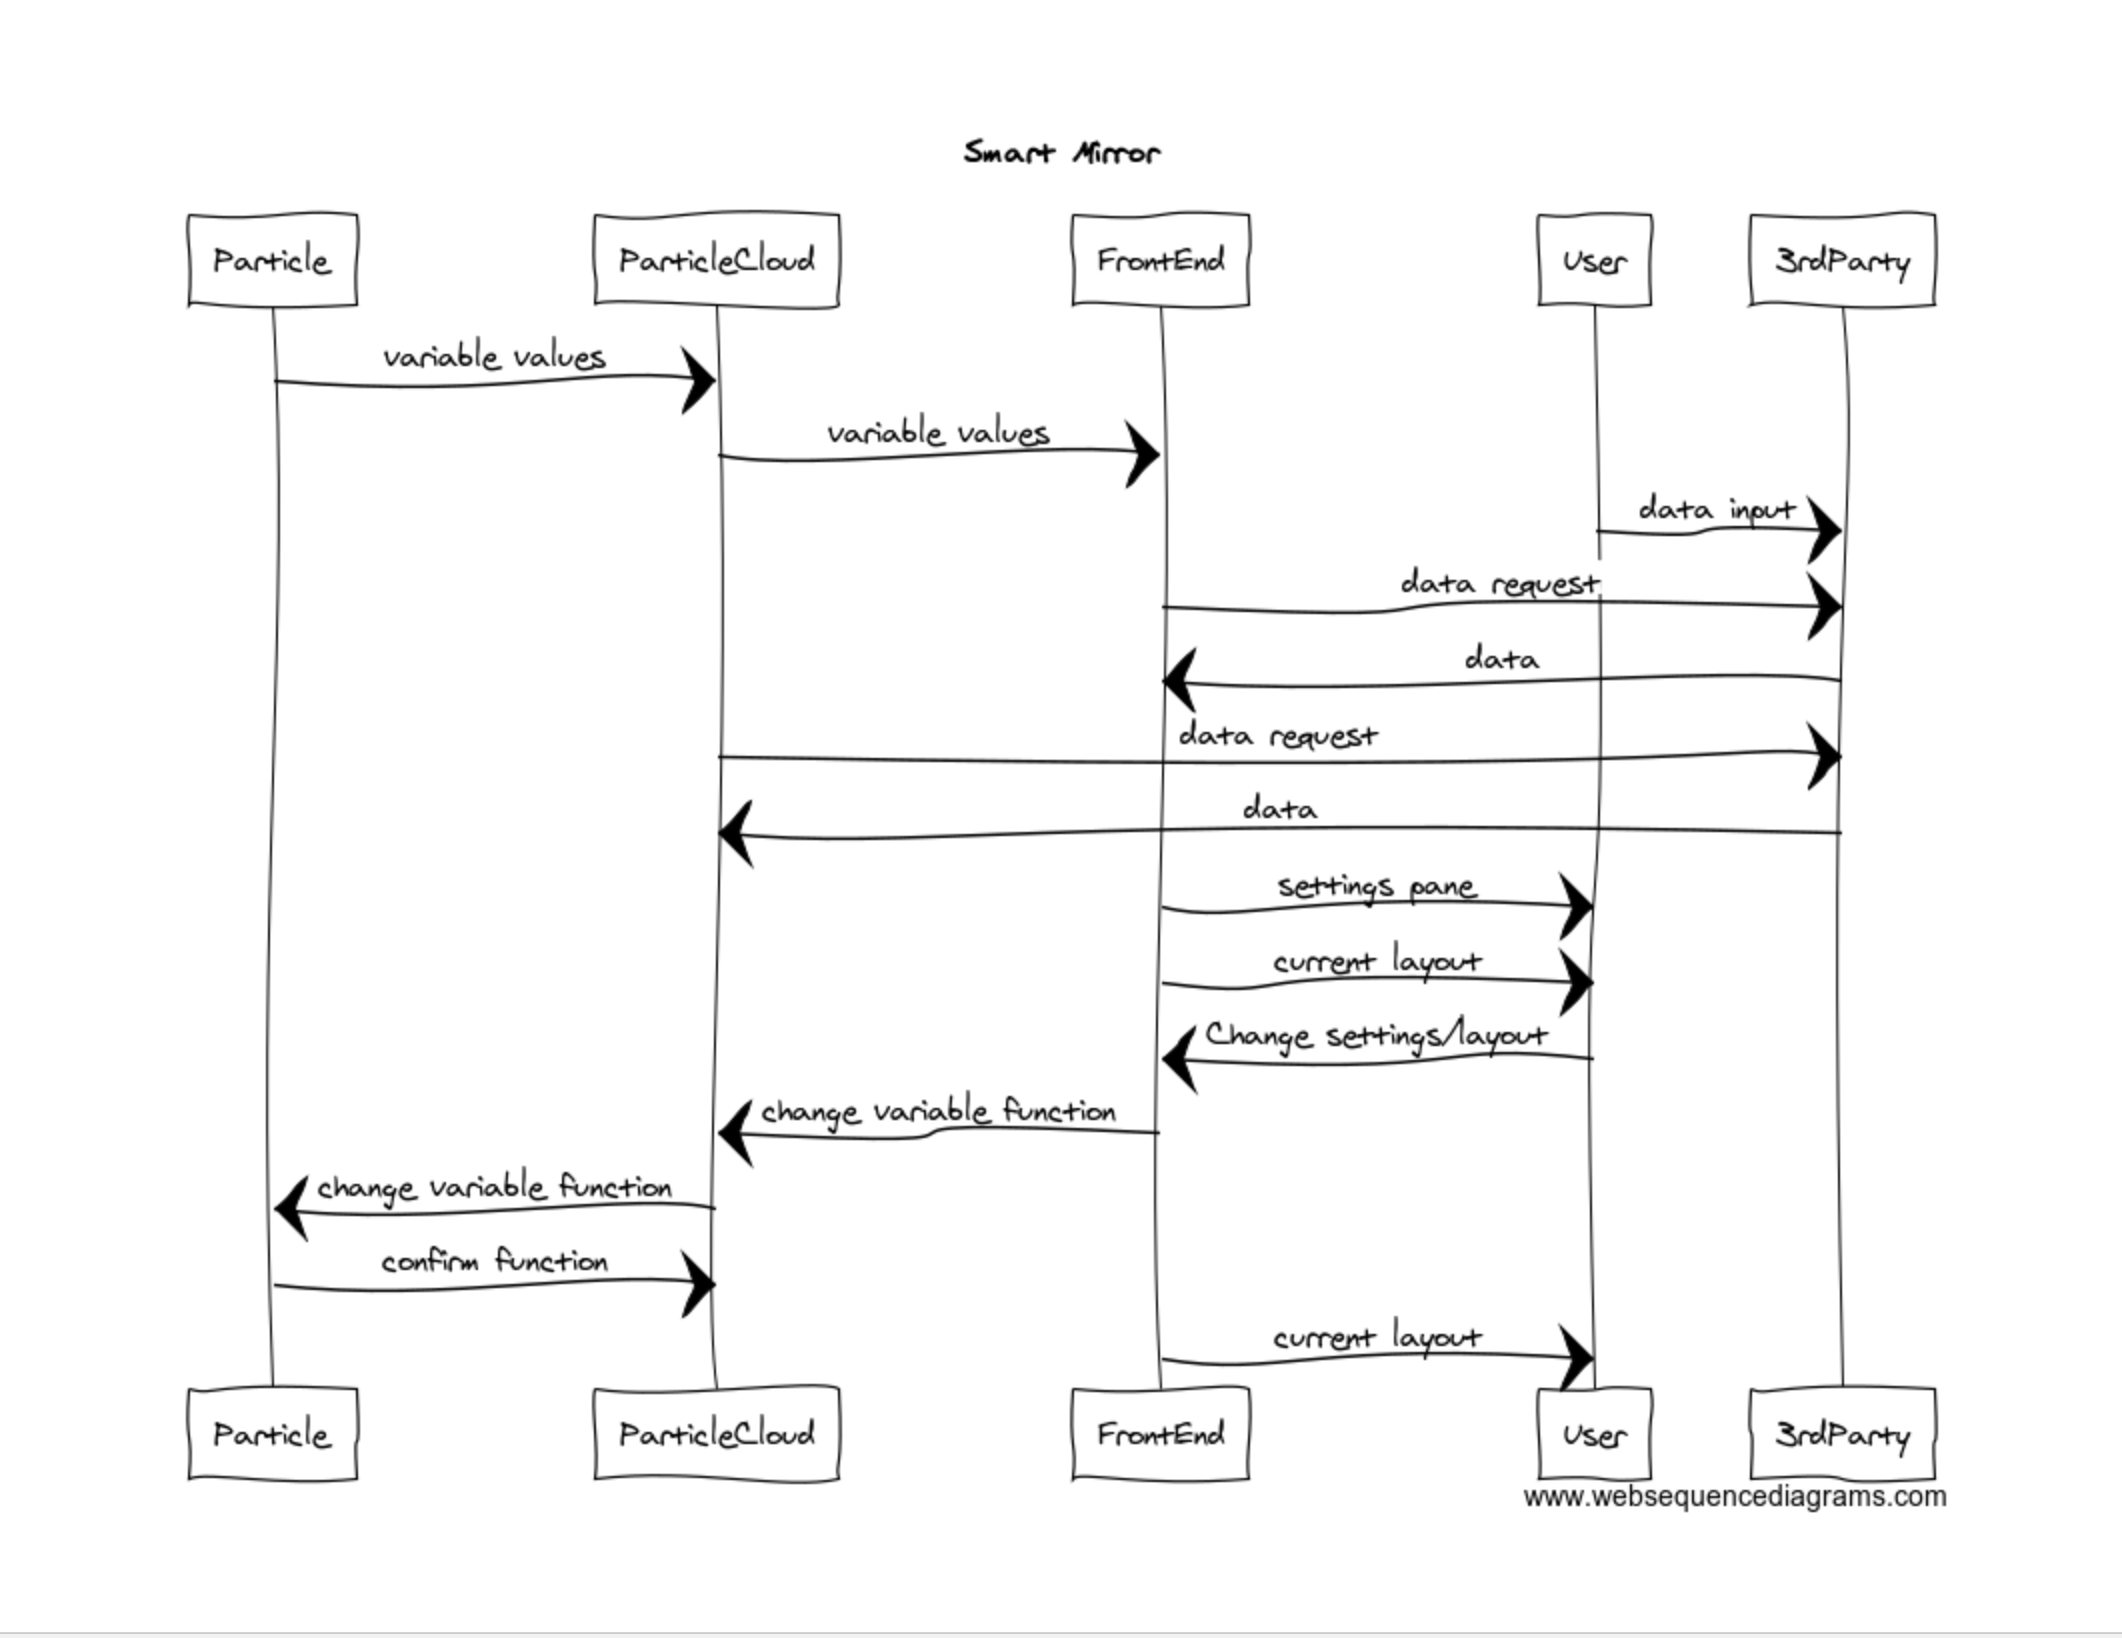 Smart Mirror
Particle
ParticleCloud
FrontEnd
User
3rdParty
variable values
variable values
data input
data request
data
data request
data
settings pane
current layout
Change settings/layout
change variable function
change variable function
confirm function
current layout
Particle
ParticleCloud
FrontEnd
User
3rdParty
www.websequencediagrams.com